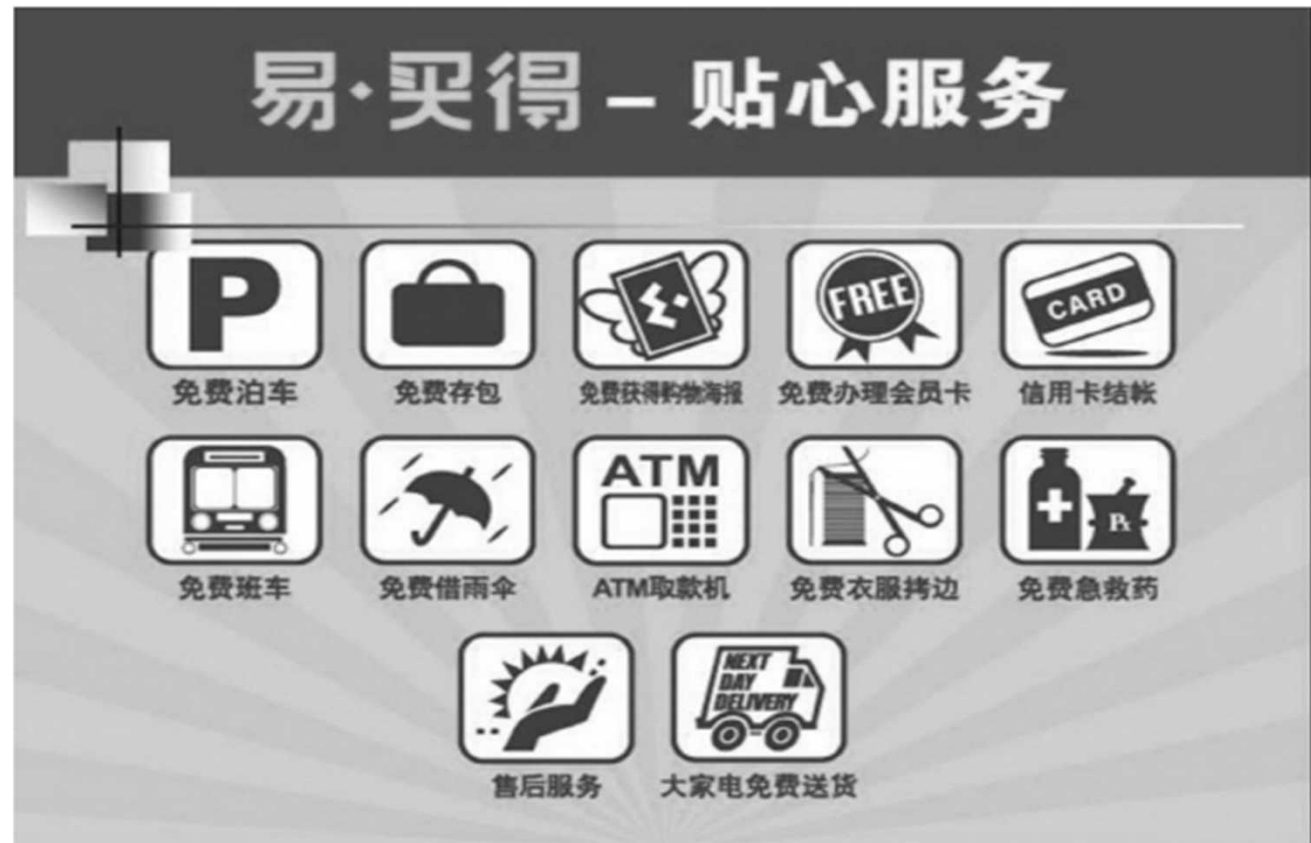 易·买得 – 贴心服务
P
FREE
CARD
免费泊车 免费存包 免费获得购物海报 免费办理会员卡 信用卡结帐
ATM
Rx
免费班车 免费借雨伞 ATM取款机 免费衣服拷边 免费急救药
NEXT
DAY
DELIVERY
售后服务 大家电免费送货